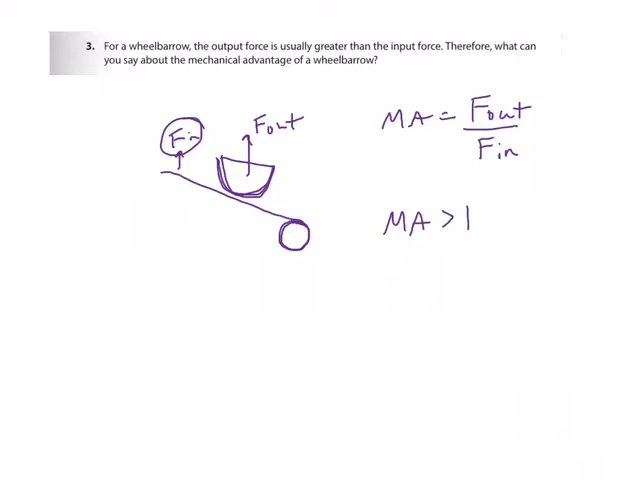 3. For a wheelbarrow, the output force is usually greater than the input force. Therefore, what can
you say about the mechanical advantage of a wheelbarrow?
Fin
Fout
MA = Fout
Fin
MA > 1